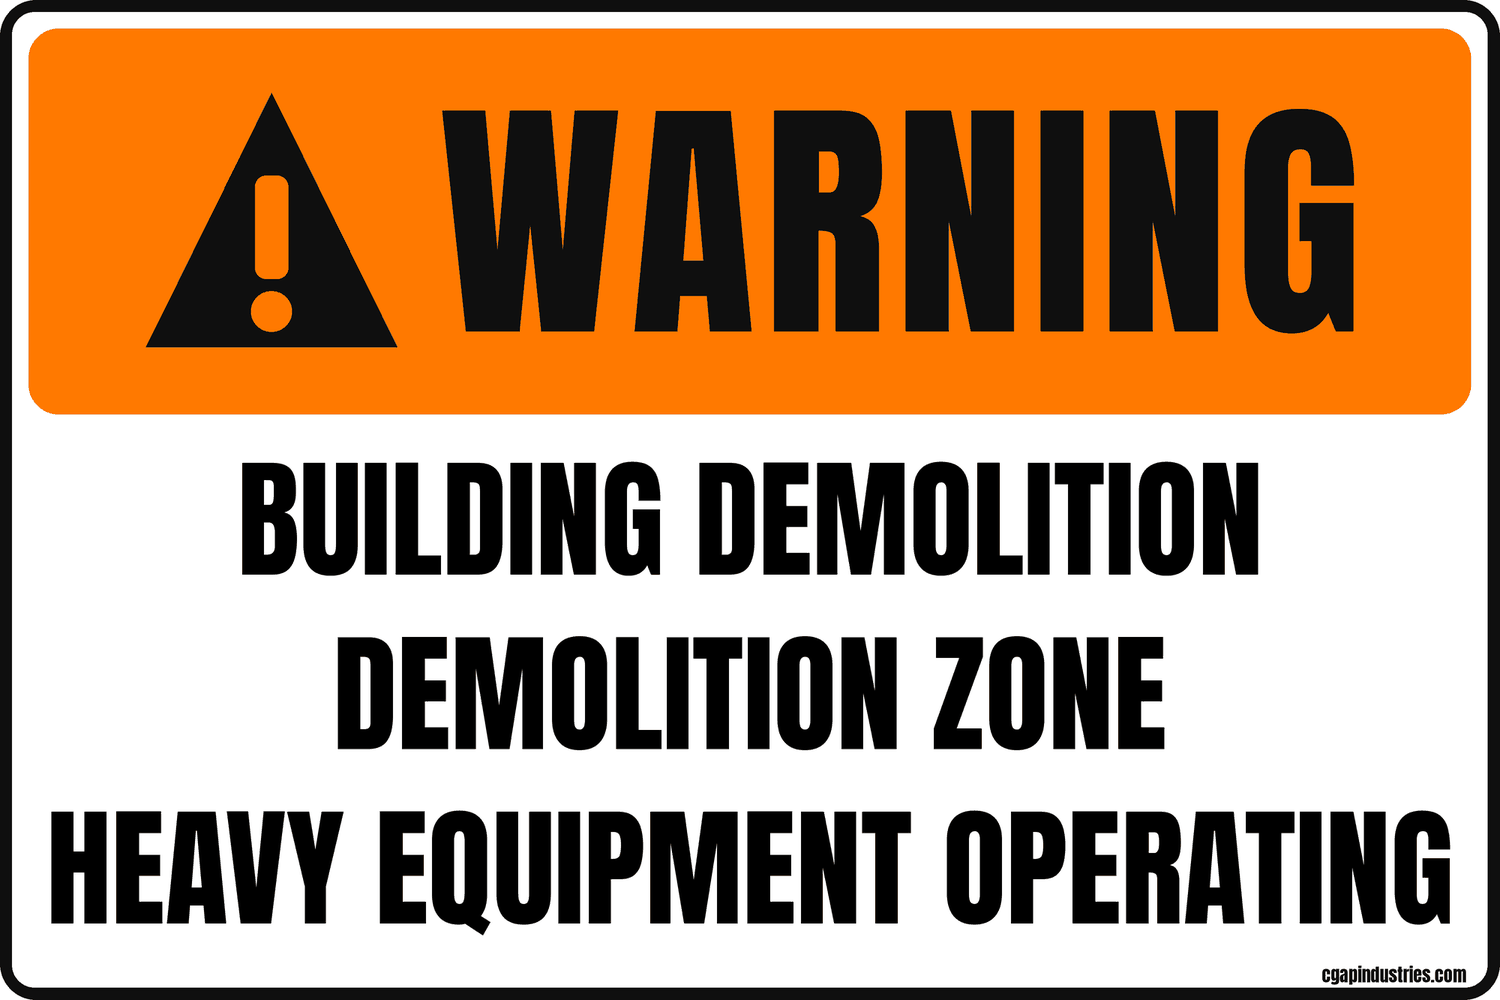 WARNING
BUILDING DEMOLITION
DEMOLITION ZONE
HEAVY EQUIPMENT OPERATING
cgapindustries.com